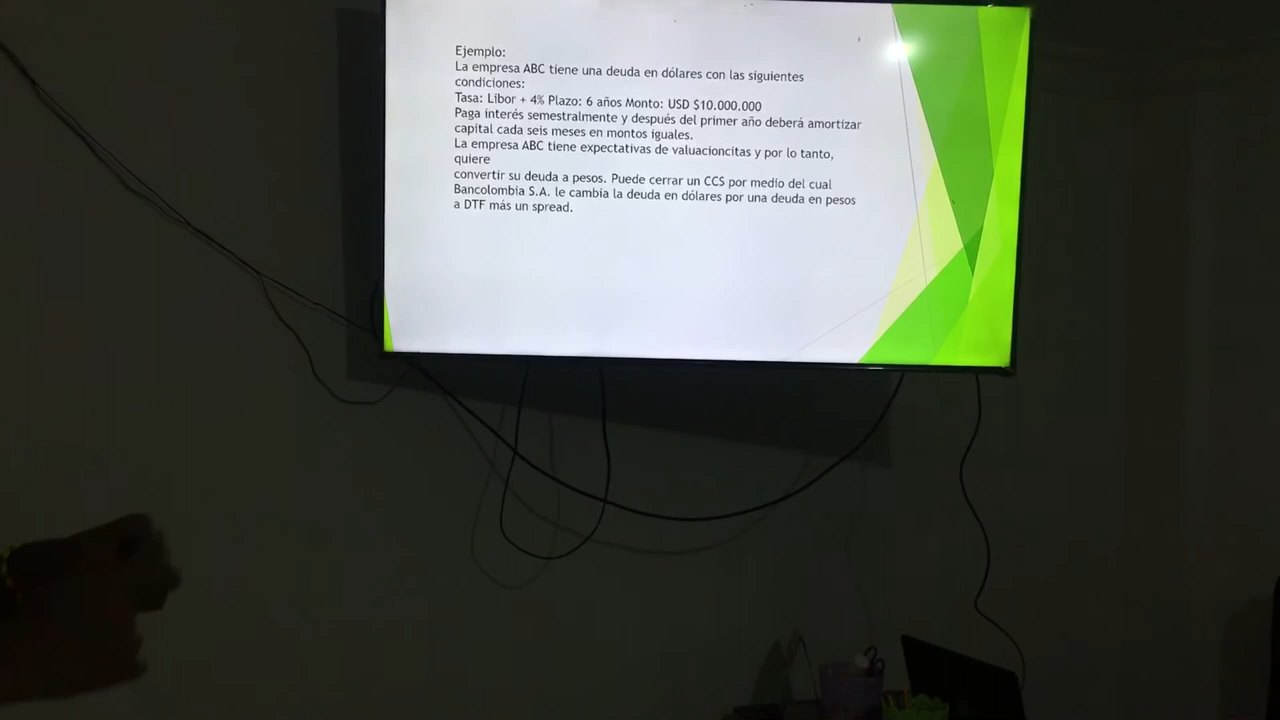 Ejemplo:
La empresa ABC tiene una deuda en dólares con las siguientes
condiciones:
Tasa: Libor + 4% Plazo: 6 años Monto: USD $10.000.000
Paga interés semestralmente y después del primer año deberá amortizar
capital cada seis meses en montos iguales.
La empresa ABC tiene expectativas de valuacioncitas y por lo tanto,
quiere
convertir su deuda a pesos. Puede cerrar un CCS por medio del cual
Bancolombia S.A. le cambia la deuda en dólares por una deuda en pesos
a DTF más un spread.